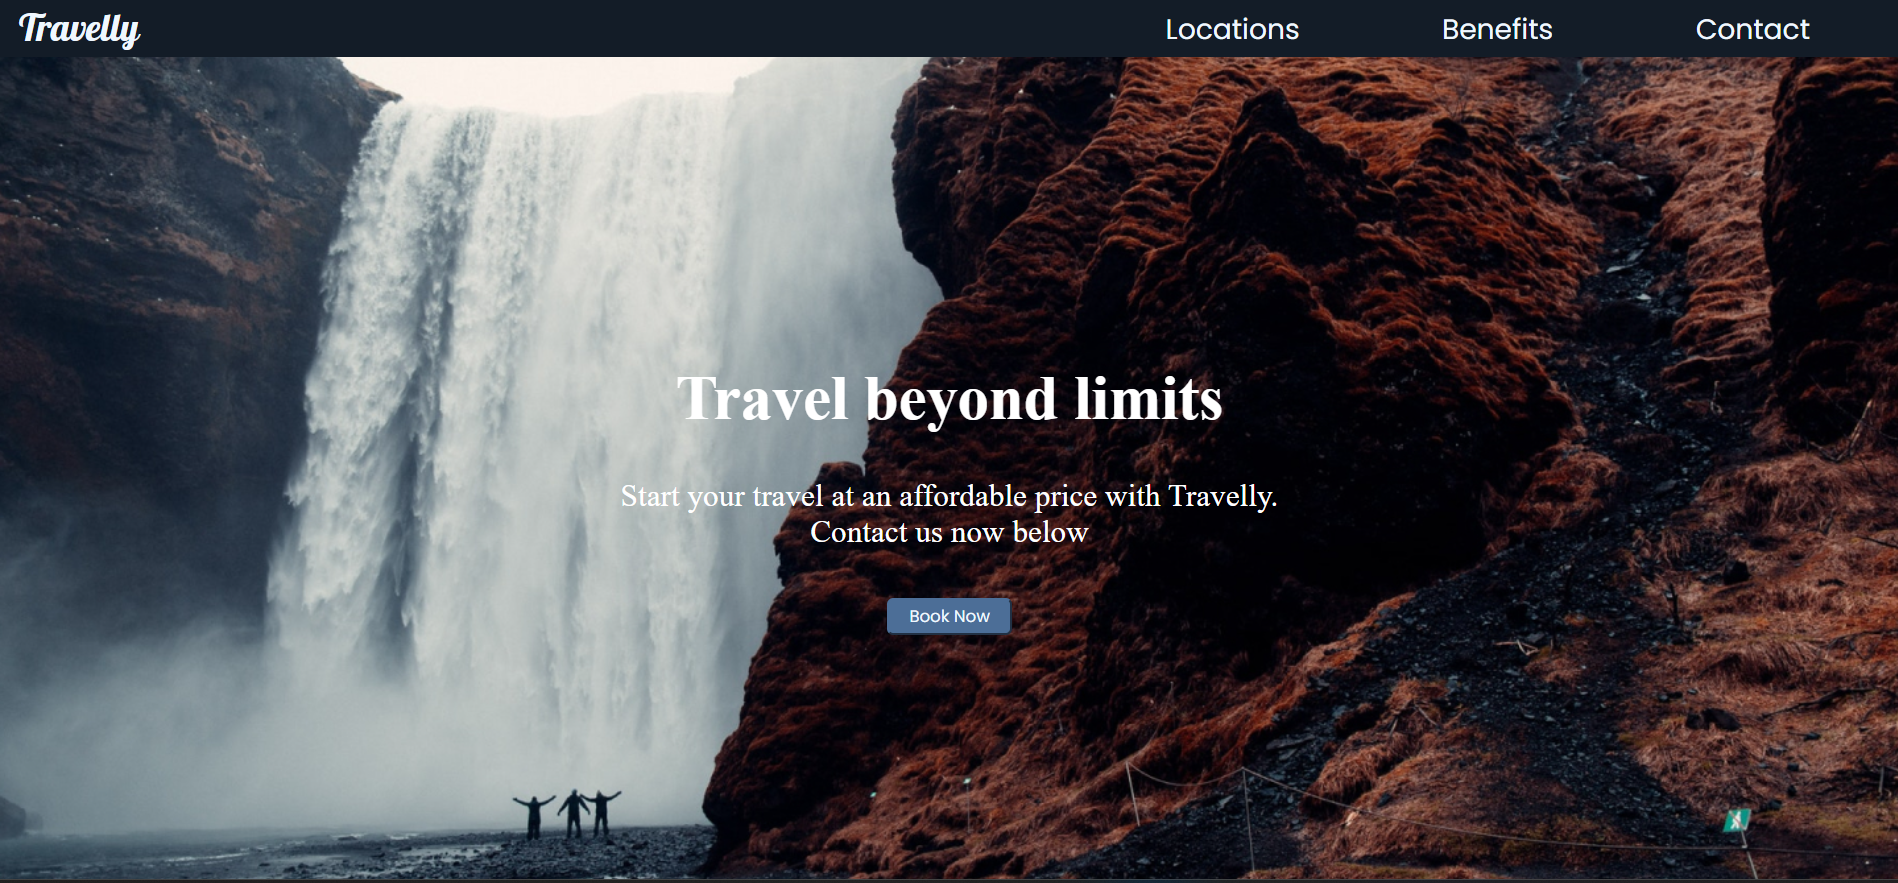 Travelly
Locations
Benefits
Contact
Travel beyond limits
Start your travel at an affordable price with Travelly.
Contact us now below
Book Now